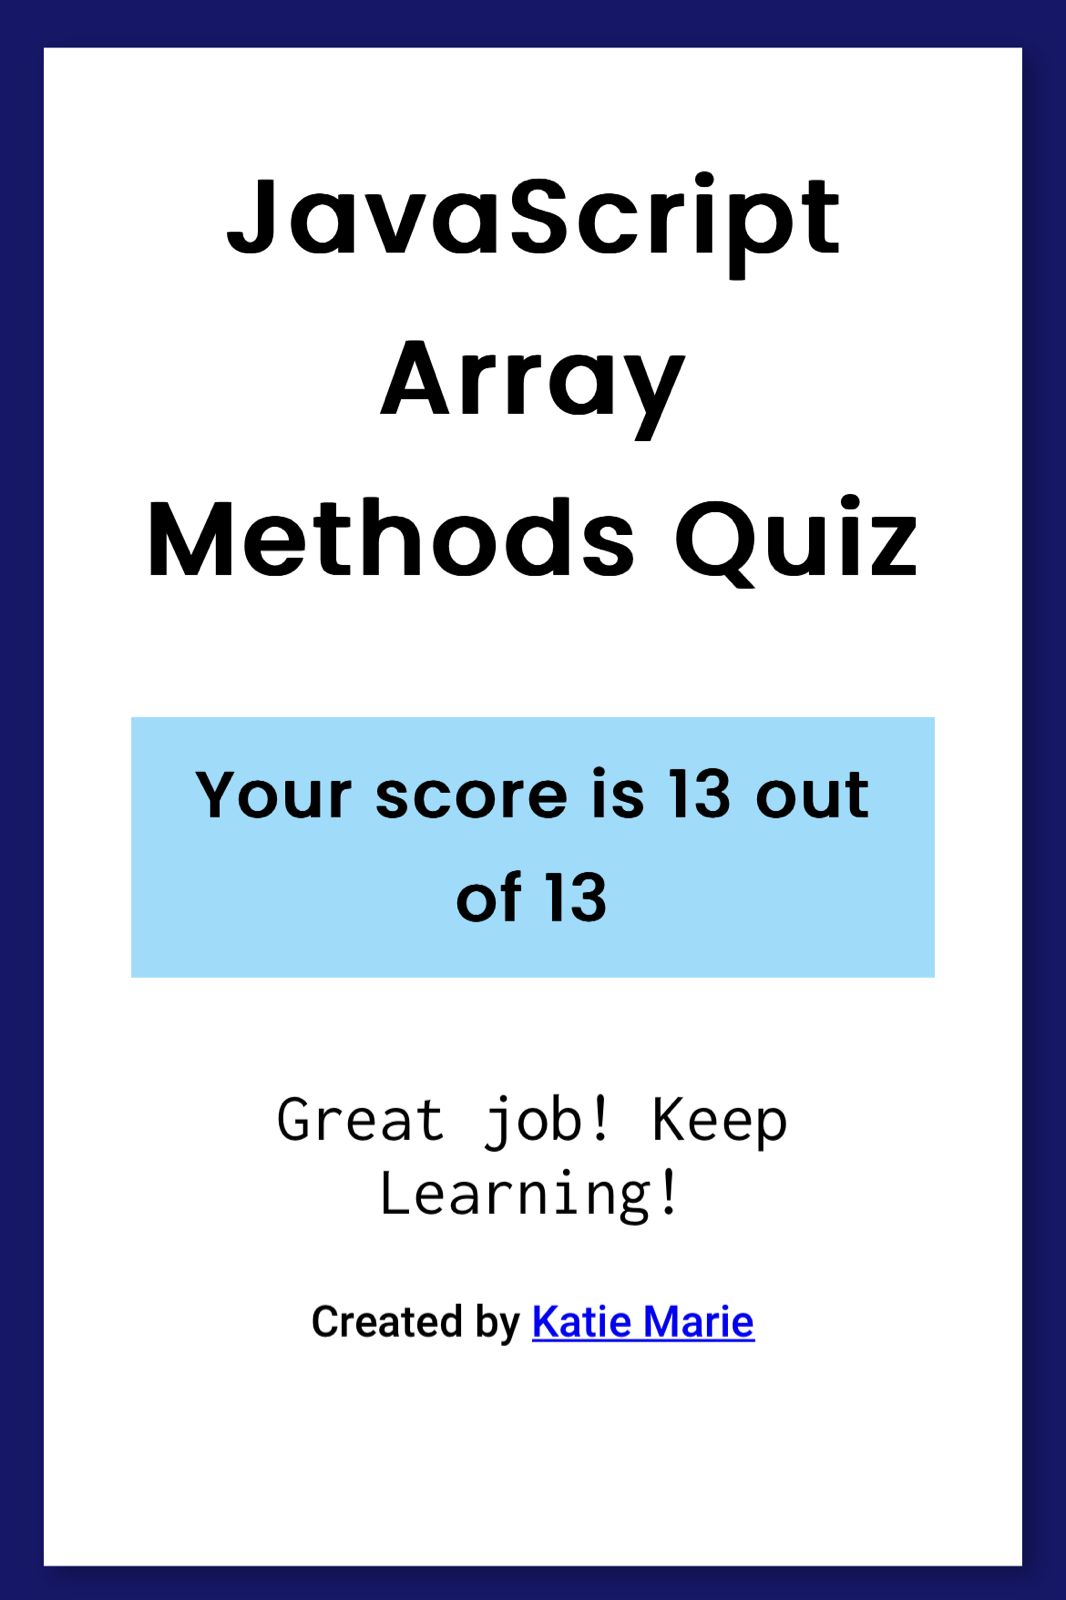 JavaScript
Array
Methods Quiz
Your score is 13 out
of 13
Great job! Keep
Learning!
Created by Katie Marie